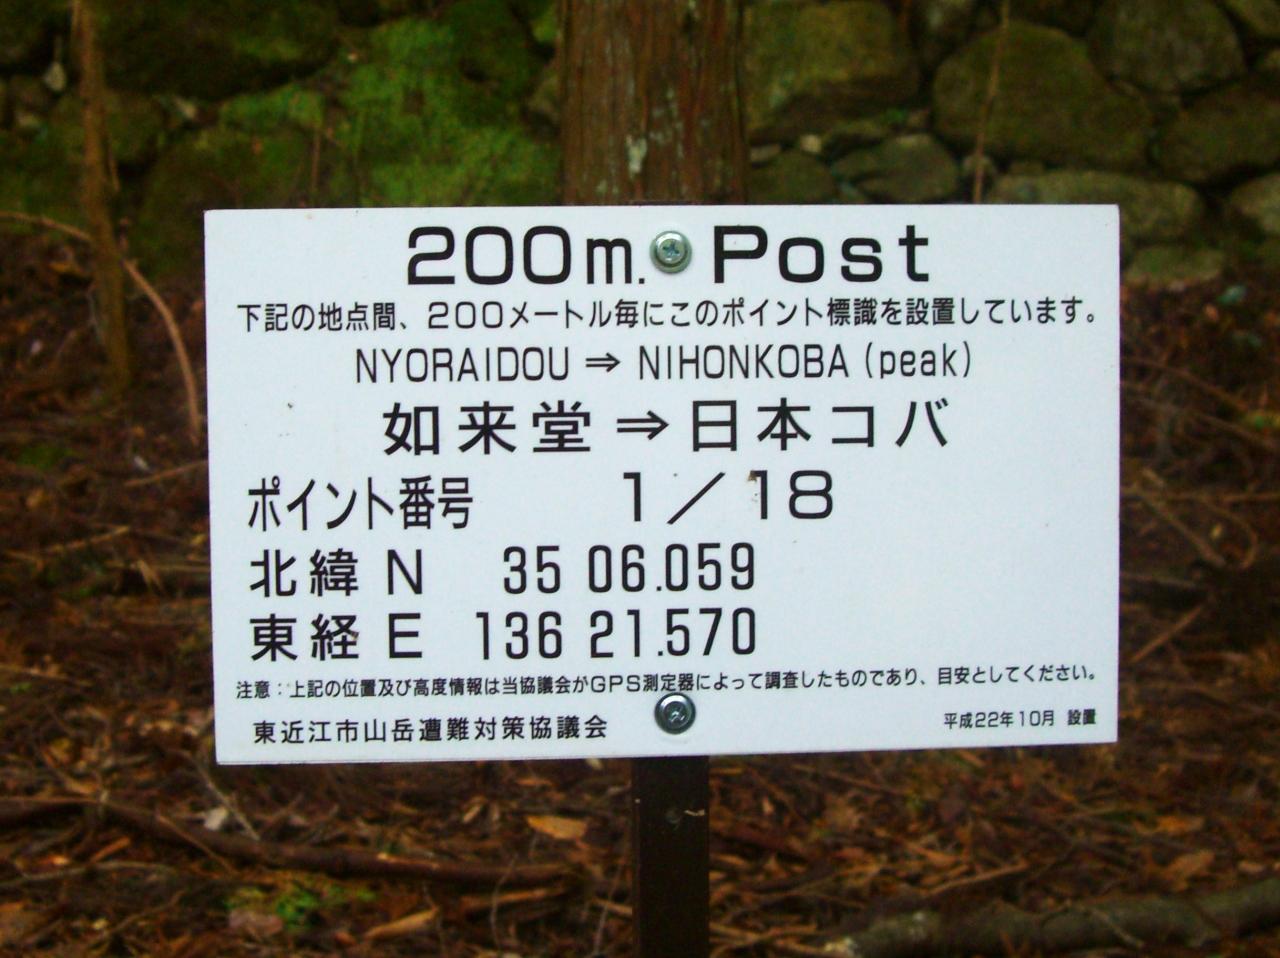 200m. Post
下記の地点間、200メートル毎にこのポイント標識を設置しています。
NYORAIDOU ⇒ NIHONKOBA (peak)
如来堂 ⇒ 日本コバ
ポイント番号 1／18
北緯 N 35 06.059
東経 E 136 21.570
注意：上記の位置及び高度情報は当協議会がGPS測定器によって調査したものであり、目安としてください。
東近江市山岳遭難対策協議会 平成22年10月 設置